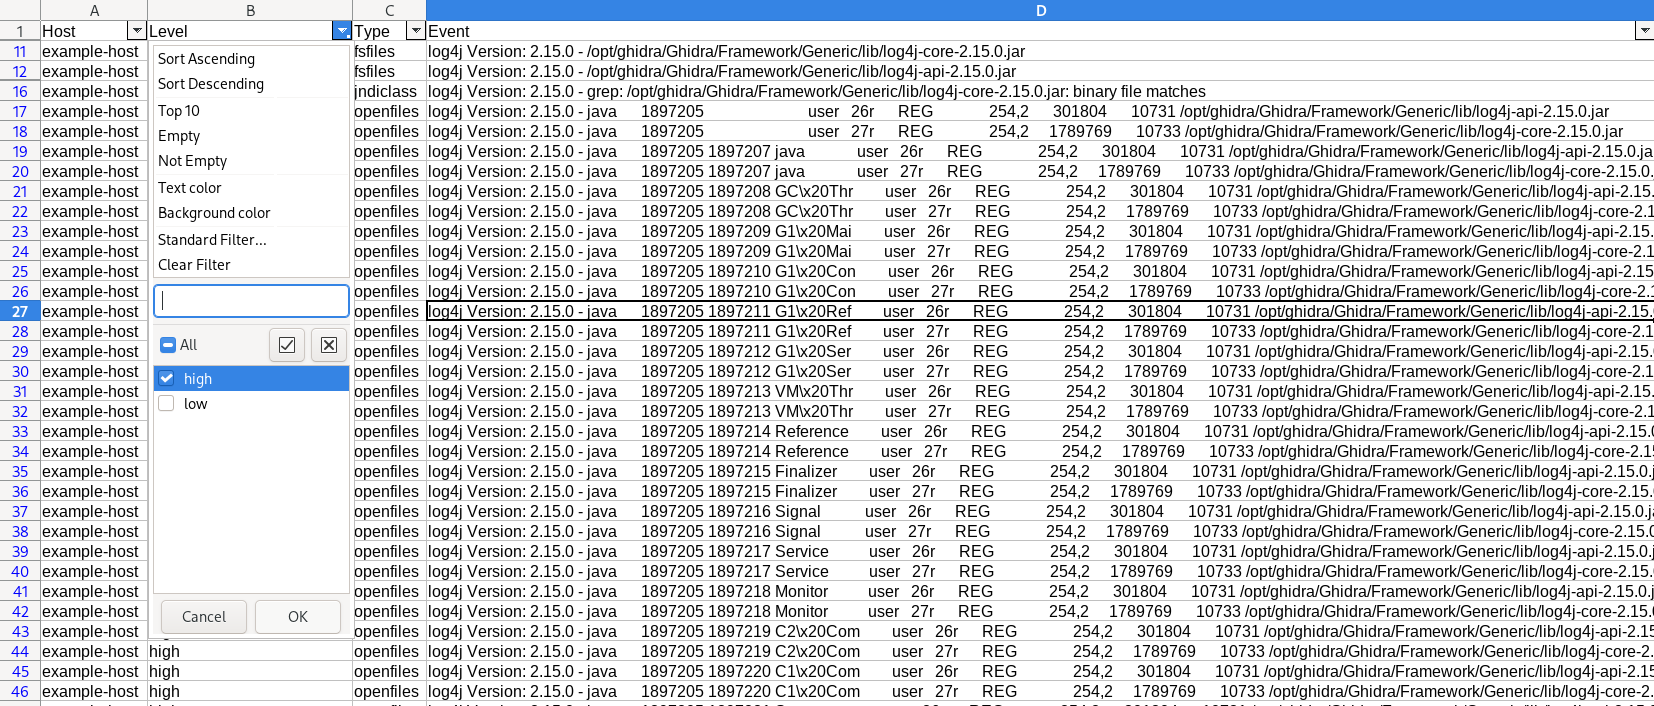 A B C D
1 Host Level Type Event
11 example-host fsfiles log4j Version: 2.15.0 - /opt/ghidra/Ghidra/Framework/Generic/lib/log4j-core-2.15.0.jar
12 example-host fsfiles log4j Version: 2.15.0 - /opt/ghidra/Ghidra/Framework/Generic/lib/log4j-api-2.15.0.jar
16 example-host jndiclass log4j Version: 2.15.0 - grep: /opt/ghidra/Ghidra/Framework/Generic/lib/log4j-core-2.15.0.jar: binary file matches
17 example-host openfiles log4j Version: 2.15.0 - java 1897205 user 26r REG 254,2 301804 10731 /opt/ghidra/Ghidra/Framework/Generic/lib/log4j-api-2.15.0.jar
18 example-host openfiles log4j Version: 2.15.0 - java 1897205 user 27r REG 254,2 1789769 10733 /opt/ghidra/Ghidra/Framework/Generic/lib/log4j-core-2.15.0.jar
19 example-host openfiles log4j Version: 2.15.0 - java 1897205 1897207 java user 26r REG 254,2 301804 10731 /opt/ghidra/Ghidra/Framework/Generic/lib/log4j-api-2.15.0.ja
20 example-host openfiles log4j Version: 2.15.0 - java 1897205 1897207 java user 27r REG 254,2 1789769 10733 /opt/ghidra/Ghidra/Framework/Generic/lib/log4j-core-2.15.0.
21 example-host openfiles log4j Version: 2.15.0 - java 1897205 1897208 GC\x20Thr user 26r REG 254,2 301804 10731 /opt/ghidra/Ghidra/Framework/Generic/lib/log4j-api-2.15
22 example-host openfiles log4j Version: 2.15.0 - java 1897205 1897208 GC\x20Thr user 27r REG 254,2 1789769 10733 /opt/ghidra/Ghidra/Framework/Generic/lib/log4j-core-2.1
23 example-host openfiles log4j Version: 2.15.0 - java 1897205 1897209 G1\x20Mai user 26r REG 254,2 301804 10731 /opt/ghidra/Ghidra/Framework/Generic/lib/log4j-api-2.15.
24 example-host openfiles log4j Version: 2.15.0 - java 1897205 1897209 G1\x20Mai user 27r REG 254,2 1789769 10733 /opt/ghidra/Ghidra/Framework/Generic/lib/log4j-core-2.1
25 example-host openfiles log4j Version: 2.15.0 - java 1897205 1897210 G1\x20Con user 26r REG 254,2 301804 10731 /opt/ghidra/Ghidra/Framework/Generic/lib/log4j-api-2.15
26 example-host openfiles log4j Version: 2.15.0 - java 1897205 1897210 G1\x20Con user 27r REG 254,2 1789769 10733 /opt/ghidra/Ghidra/Framework/Generic/lib/log4j-core-2.1
27 example-host openfiles log4j Version: 2.15.0 - java 1897205 1897211 G1\x20Ref user 26r REG 254,2 301804 10731 /opt/ghidra/Ghidra/Framework/Generic/lib/log4j-api-2.15.
28 example-host openfiles log4j Version: 2.15.0 - java 1897205 1897211 G1\x20Ref user 27r REG 254,2 1789769 10733 /opt/ghidra/Ghidra/Framework/Generic/lib/log4j-core-2.1
29 example-host openfiles log4j Version: 2.15.0 - java 1897205 1897212 G1\x20Ser user 26r REG 254,2 301804 10731 /opt/ghidra/Ghidra/Framework/Generic/lib/log4j-api-2.15.
30 example-host openfiles log4j Version: 2.15.0 - java 1897205 1897212 G1\x20Ser user 27r REG 254,2 1789769 10733 /opt/ghidra/Ghidra/Framework/Generic/lib/log4j-core-2.1
31 example-host openfiles log4j Version: 2.15.0 - java 1897205 1897213 VM\x20Thr user 26r REG 254,2 301804 10731 /opt/ghidra/Ghidra/Framework/Generic/lib/log4j-api-2.15.
32 example-host openfiles log4j Version: 2.15.0 - java 1897205 1897213 VM\x20Thr user 27r REG 254,2 1789769 10733 /opt/ghidra/Ghidra/Framework/Generic/lib/log4j-core-2.1
33 example-host openfiles log4j Version: 2.15.0 - java 1897205 1897214 Reference user 26r REG 254,2 301804 10731 /opt/ghidra/Ghidra/Framework/Generic/lib/log4j-api-2.15.0
34 example-host openfiles log4j Version: 2.15.0 - java 1897205 1897214 Reference user 27r REG 254,2 1789769 10733 /opt/ghidra/Ghidra/Framework/Generic/lib/log4j-core-2.1
35 example-host openfiles log4j Version: 2.15.0 - java 1897205 1897215 Finalizer user 26r REG 254,2 301804 10731 /opt/ghidra/Ghidra/Framework/Generic/lib/log4j-api-2.15.0.j
36 example-host openfiles log4j Version: 2.15.0 - java 1897205 1897215 Finalizer user 27r REG 254,2 1789769 10733 /opt/ghidra/Ghidra/Framework/Generic/lib/log4j-core-2.15.0
37 example-host openfiles log4j Version: 2.15.0 - java 1897205 1897216 Signal user 26r REG 254,2 301804 10731 /opt/ghidra/Ghidra/Framework/Generic/lib/log4j-api-2.15.0.ja
38 example-host openfiles log4j Version: 2.15.0 - java 1897205 1897216 Signal user 27r REG 254,2 1789769 10733 /opt/ghidra/Ghidra/Framework/Generic/lib/log4j-core-2.15.0
39 example-host openfiles log4j Version: 2.15.0 - java 1897205 1897217 Service user 26r REG 254,2 301804 10731 /opt/ghidra/Ghidra/Framework/Generic/lib/log4j-api-2.15.0.j
40 example-host openfiles log4j Version: 2.15.0 - java 1897205 1897217 Service user 27r REG 254,2 1789769 10733 /opt/ghidra/Ghidra/Framework/Generic/lib/log4j-core-2.15.0
41 example-host openfiles log4j Version: 2.15.0 - java 1897205 1897218 Monitor user 26r REG 254,2 301804 10731 /opt/ghidra/Ghidra/Framework/Generic/lib/log4j-api-2.15.0.j
42 example-host openfiles log4j Version: 2.15.0 - java 1897205 1897218 Monitor user 27r REG 254,2 1789769 10733 /opt/ghidra/Ghidra/Framework/Generic/lib/log4j-core-2.15.0
43 example-host openfiles log4j Version: 2.15.0 - java 1897205 1897219 C2\x20Com user 26r REG 254,2 301804 10731 /opt/ghidra/Ghidra/Framework/Generic/lib/log4j-api-2.15
44 example-host high openfiles log4j Version: 2.15.0 - java 1897205 1897219 C2\x20Com user 27r REG 254,2 1789769 10733 /opt/ghidra/Ghidra/Framework/Generic/lib/log4j-core-2.
45 example-host high openfiles log4j Version: 2.15.0 - java 1897205 1897220 C1\x20Com user 26r REG 254,2 301804 10731 /opt/ghidra/Ghidra/Framework/Generic/lib/log4j-api-2.15
46 example-host high openfiles log4j Version: 2.15.0 - java 1897205 1897220 C1\x20Com user 27r REG 254,2 1789769 10733 /opt/ghidra/Ghidra/Framework/Generic/lib/log4j-core-2.
Sort Ascending
Sort Descending
Top 10
Empty
Not Empty
Text color
Background color
Standard Filter...
Clear Filter
All
high
low
Cancel OK